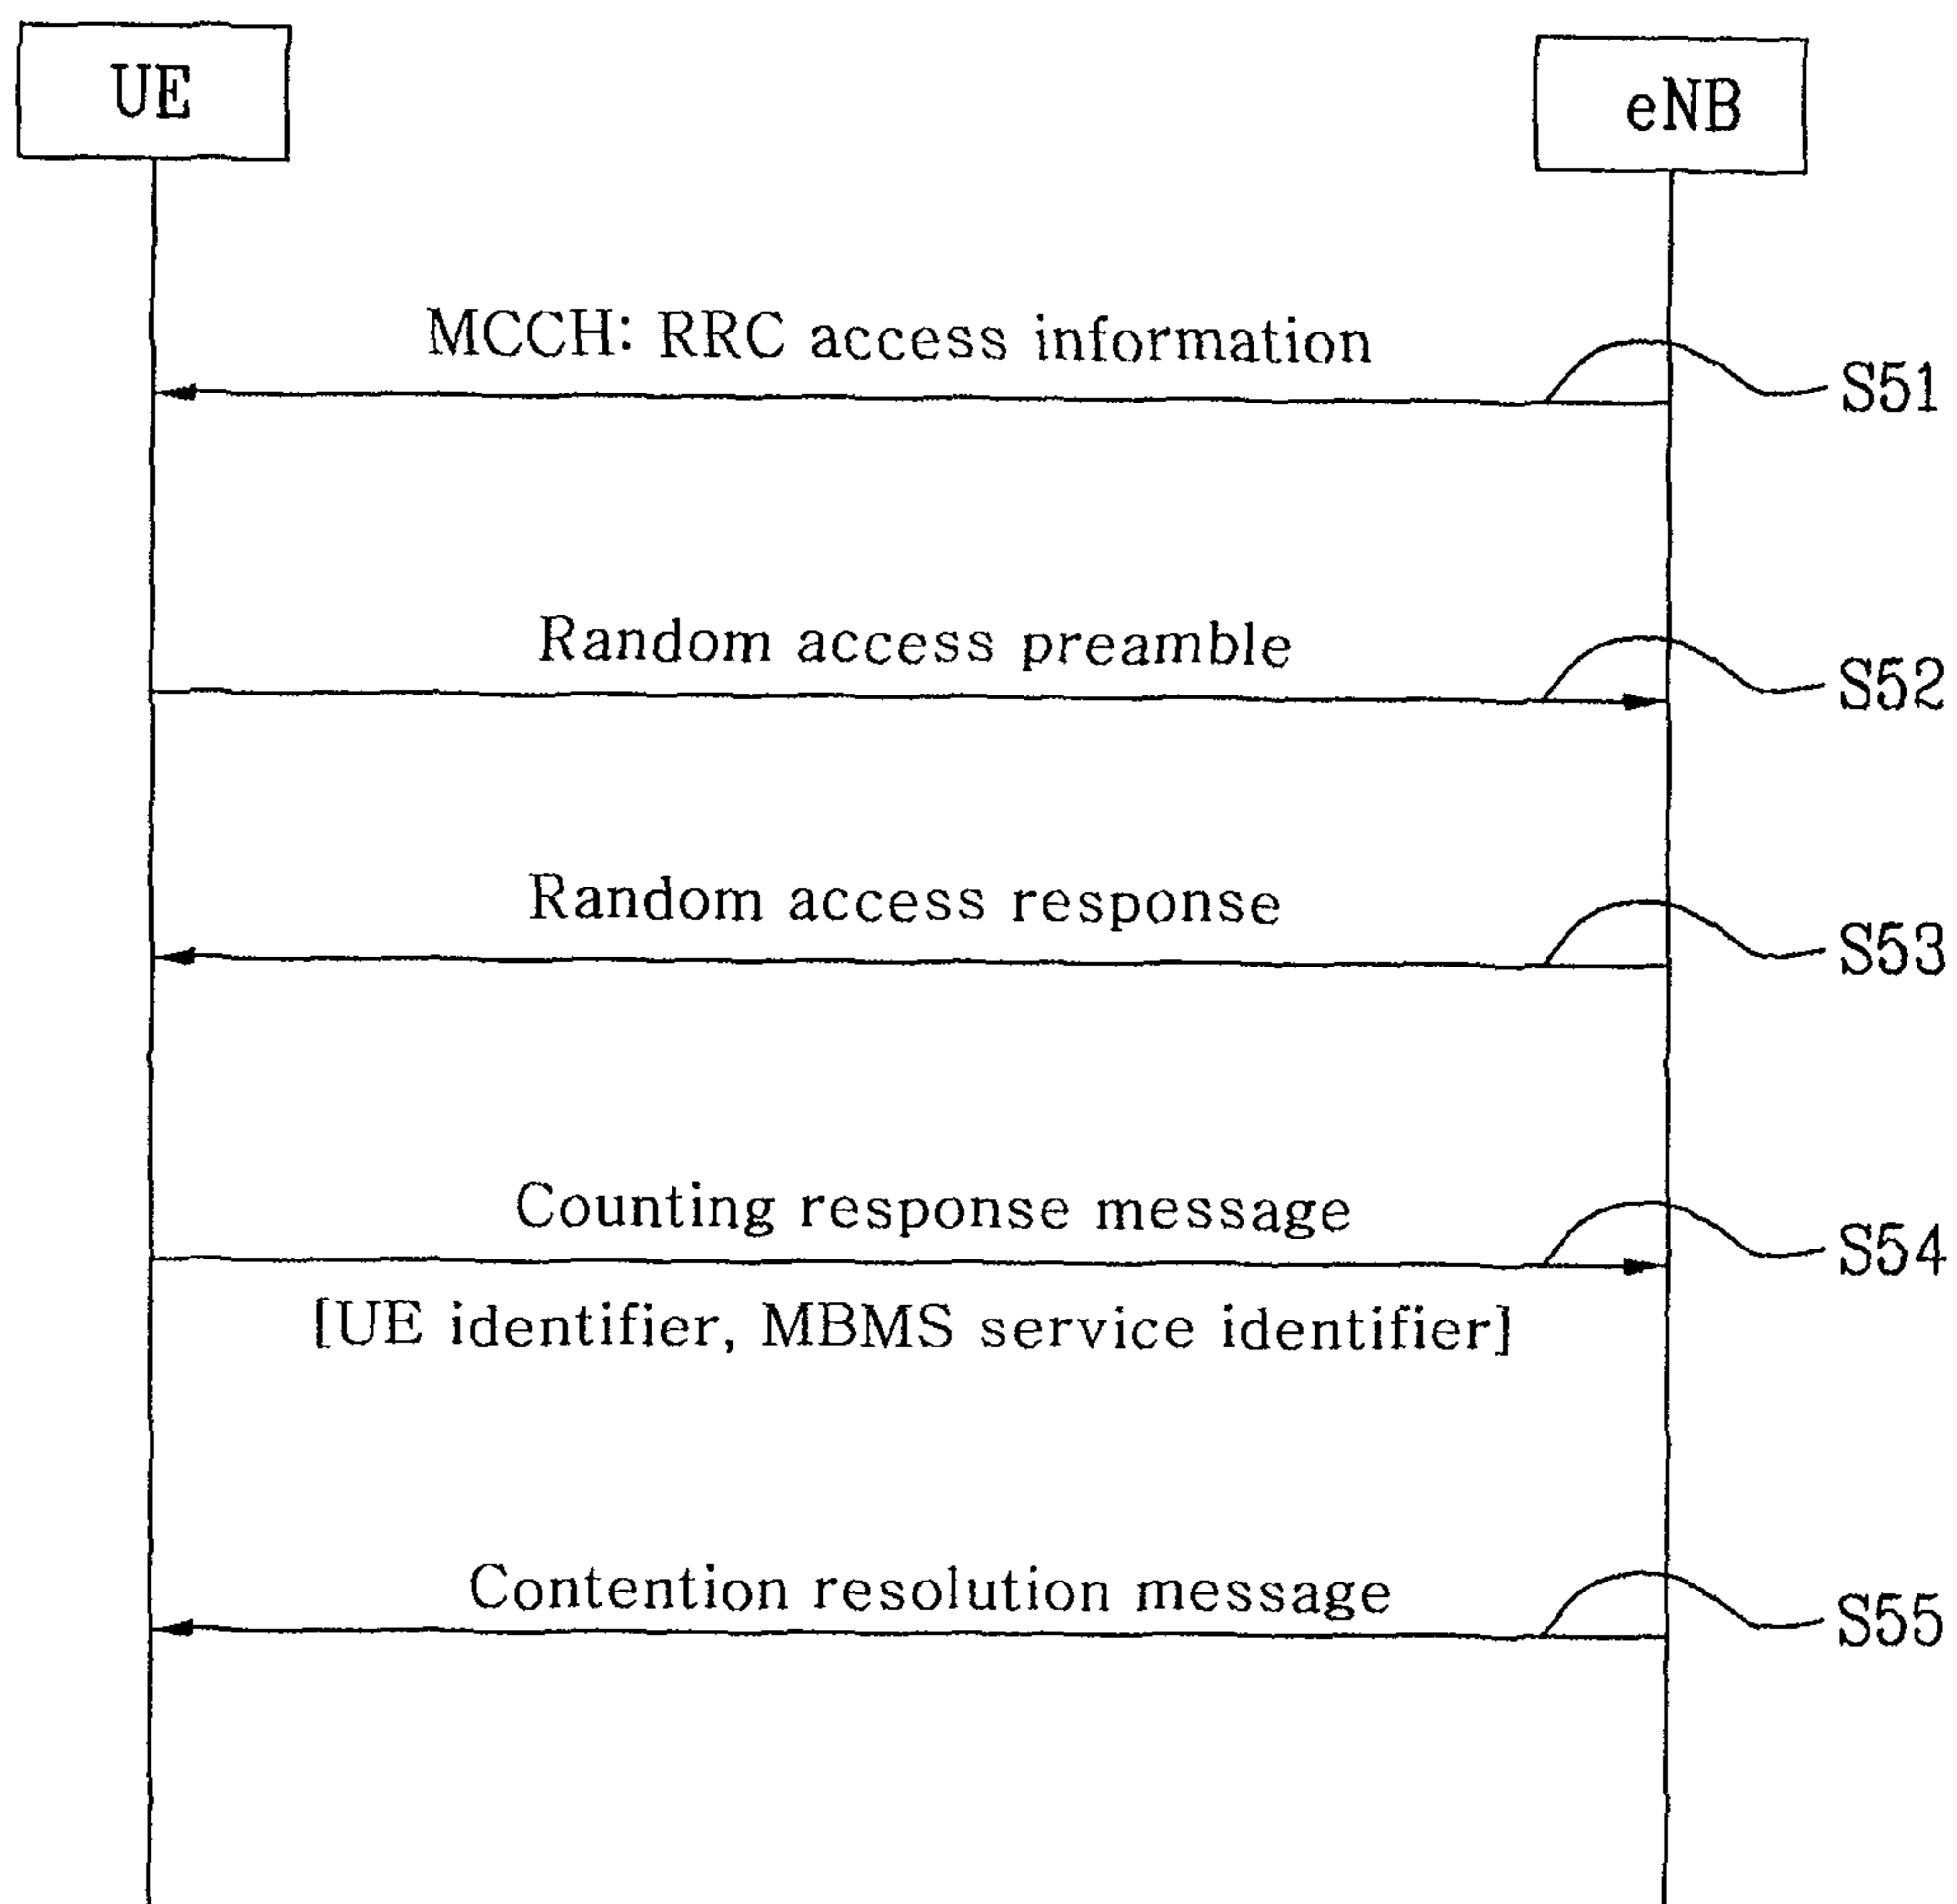 UE
eNB
MCCH: RRC access information
S51
Random access preamble
S52
Random access response
S53
Counting response message
S54
[UE identifier, MBMS service identifier]
Contention resolution message
S55